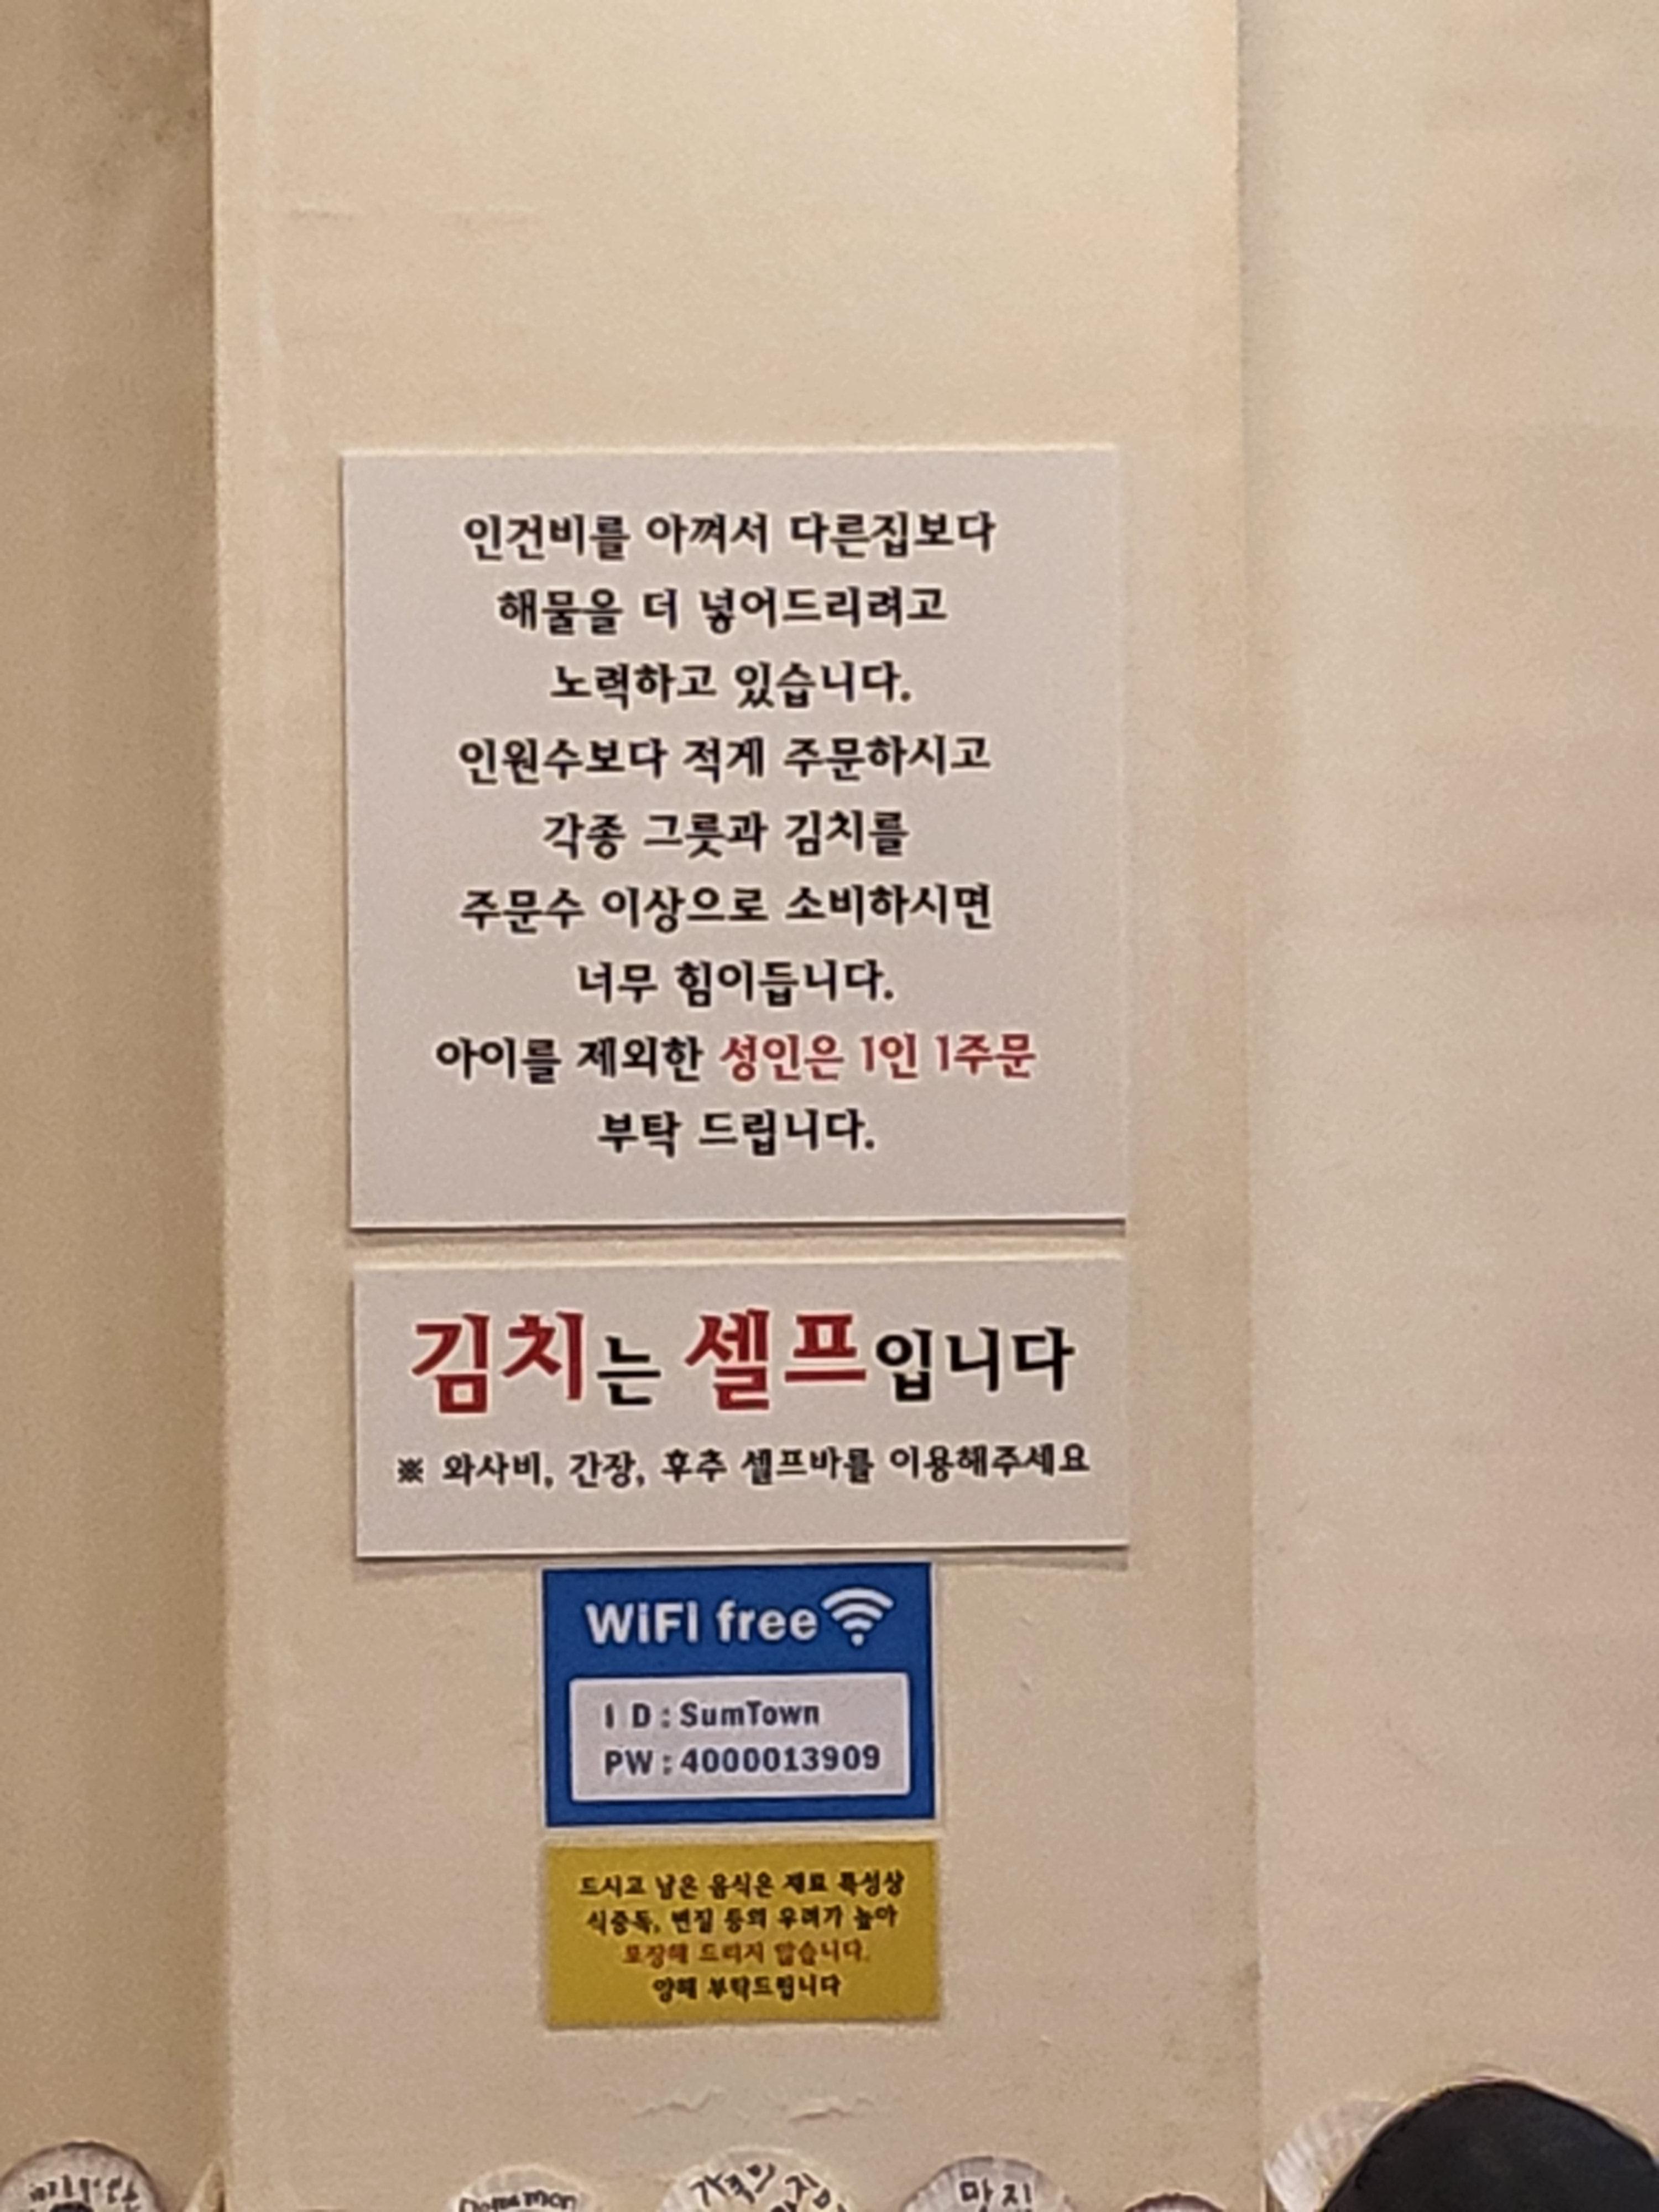 인건비를 아껴서 다른집보다
해물을 더 넣어드리려고
노력하고 있습니다.
인원수보다 적게 주문하시고
각종 그릇과 김치를
주문수 이상으로 소비하시면
너무 힘이듭니다.
아이를 제외한 성인은 1인 1주문
부탁 드립니다.
김치는 셀프입니다
※ 와사비, 간장, 후추 셀프바를 이용해주세요
WiFI free
I D : SumTown
PW : 4000013909
드시고 남은 음식은 재료 특성상
식중독, 변질 등의 우려가 높아
포장해 드리지 않습니다.
양해 부탁드립니다
맛집